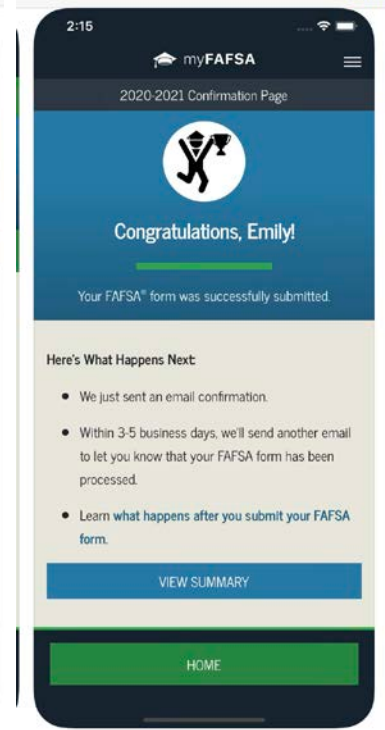 2:15
myFAFSA
2020-2021 Confirmation Page
Congratulations, Emily!
Your FAFSA® form was successfully submitted.
Here's What Happens Next:
• We just sent an email confirmation.
• Within 3-5 business days, we'll send another email
to let you know that your FAFSA form has been
processed.
• Learn what happens after you submit your FAFSA
form.
VIEW SUMMARY
HOME